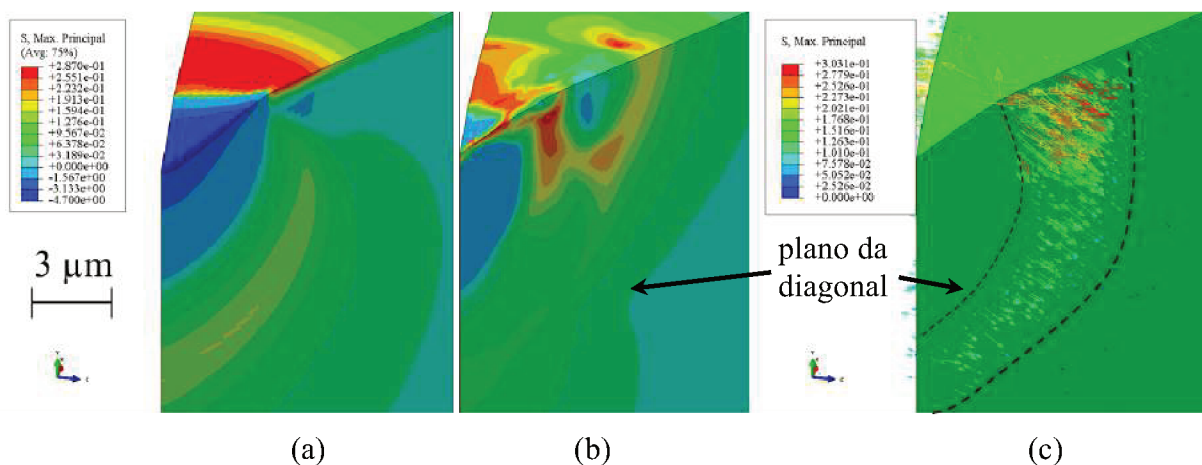 S, Max. Principal
(Avg: 75%)
+2.870e-01
+2.551e-01
+2.232e-01
+1.913e-01
+1.594e-01
+1.276e-01
+9.567e-02
+6.378e-02
+3.189e-02
+0.000e+00
-1.567e+00
-3.133e+00
-4.700e+00
3 µm
S, Max. Principal
+3.031e-01
+2.779e-01
+2.526e-01
+2.273e-01
+2.021e-01
+1.768e-01
+1.516e-01
+1.263e-01
+1.010e-01
+7.578e-02
+5.052e-02
+2.526e-02
+0.000e+00
plano da
diagonal
(a)
(b)
(c)